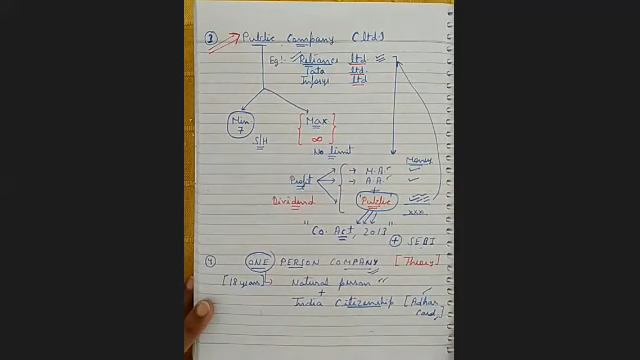 ③ Public Company (Ltd.)
Eg:- Reliance ltd
Tata ltd.
Infosys ltd
Min 7
S/H
Max
∞
No limit
Money
Profit → M.A.
→ A.A.
+
Dividend
"Public"
xxx
"Co. Act, 2013"
+ SEBI
④ ONE PERSON COMPANY [Theory]
[18 years] → Natural person
+
India Citizenship [Adhar
Card]